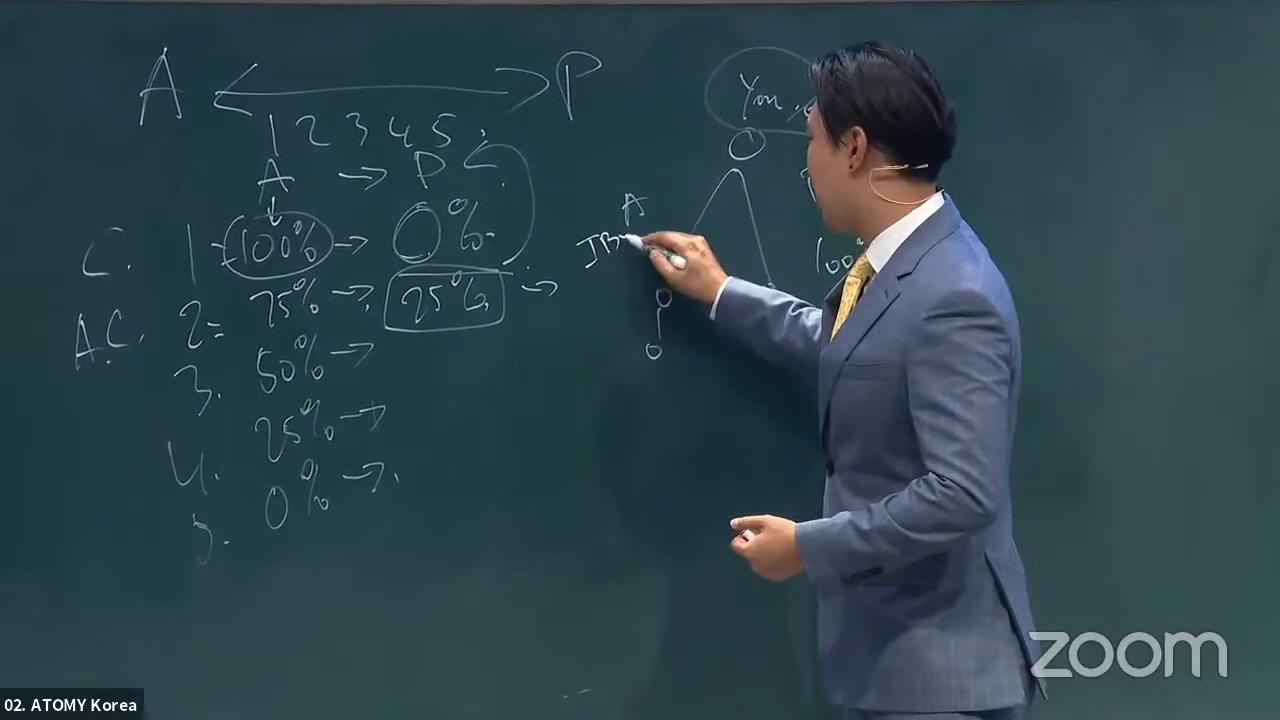 A ←→ P
1 2 3 4 5
A → P
C. 1 100% → 0%
A.C. 2 75% → 25% →
3. 50% →
4. 25% →
5. 0% →
You
A
JB
100
zoom
02. ATOMY Korea